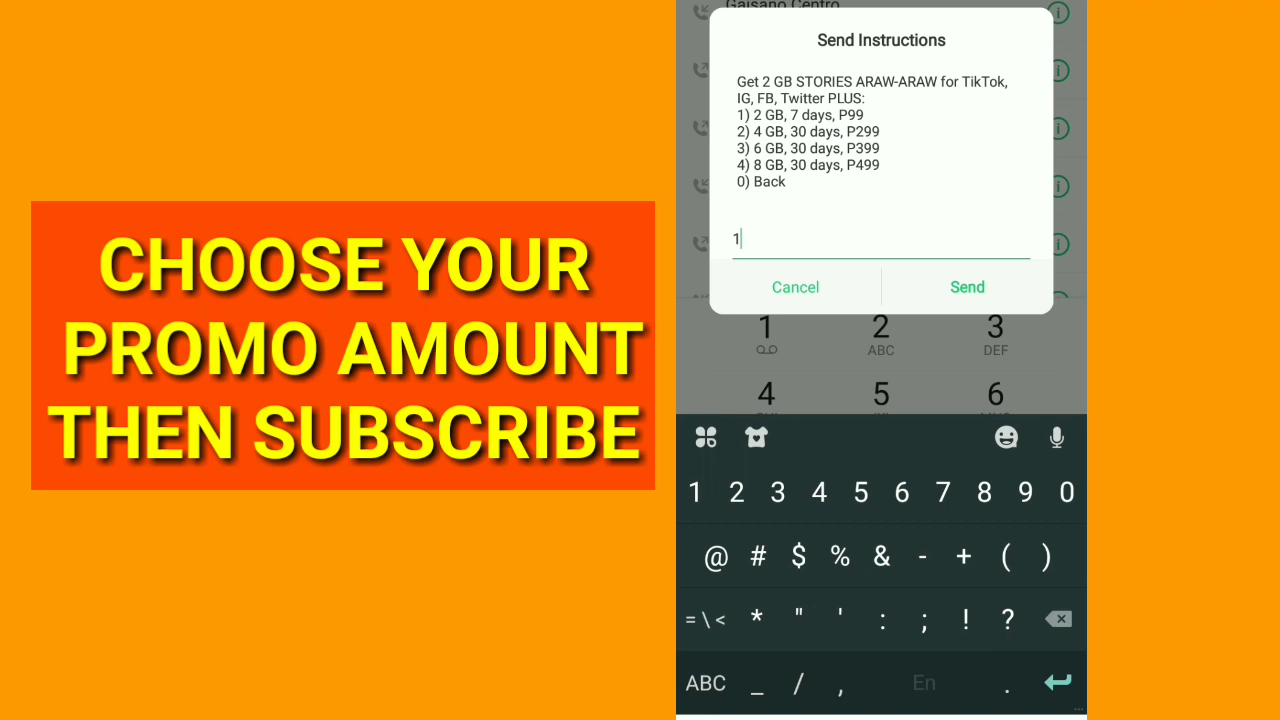 CHOOSE YOUR
PROMO AMOUNT
THEN SUBSCRIBE
Gaisano Centro
Send Instructions
Get 2 GB STORIES ARAW-ARAW for TikTok,
IG, FB, Twitter PLUS:
1) 2 GB, 7 days, P99
2) 4 GB, 30 days, P299
3) 6 GB, 30 days, P399
4) 8 GB, 30 days, P499
0) Back
1
Cancel Send
1 2 3
ABC DEF
4 5 6
1 2 3 4 5 6 7 8 9 0
@ # $ % & - + ( )
= \ < * " ' : ; ! ?
ABC _ / , En .